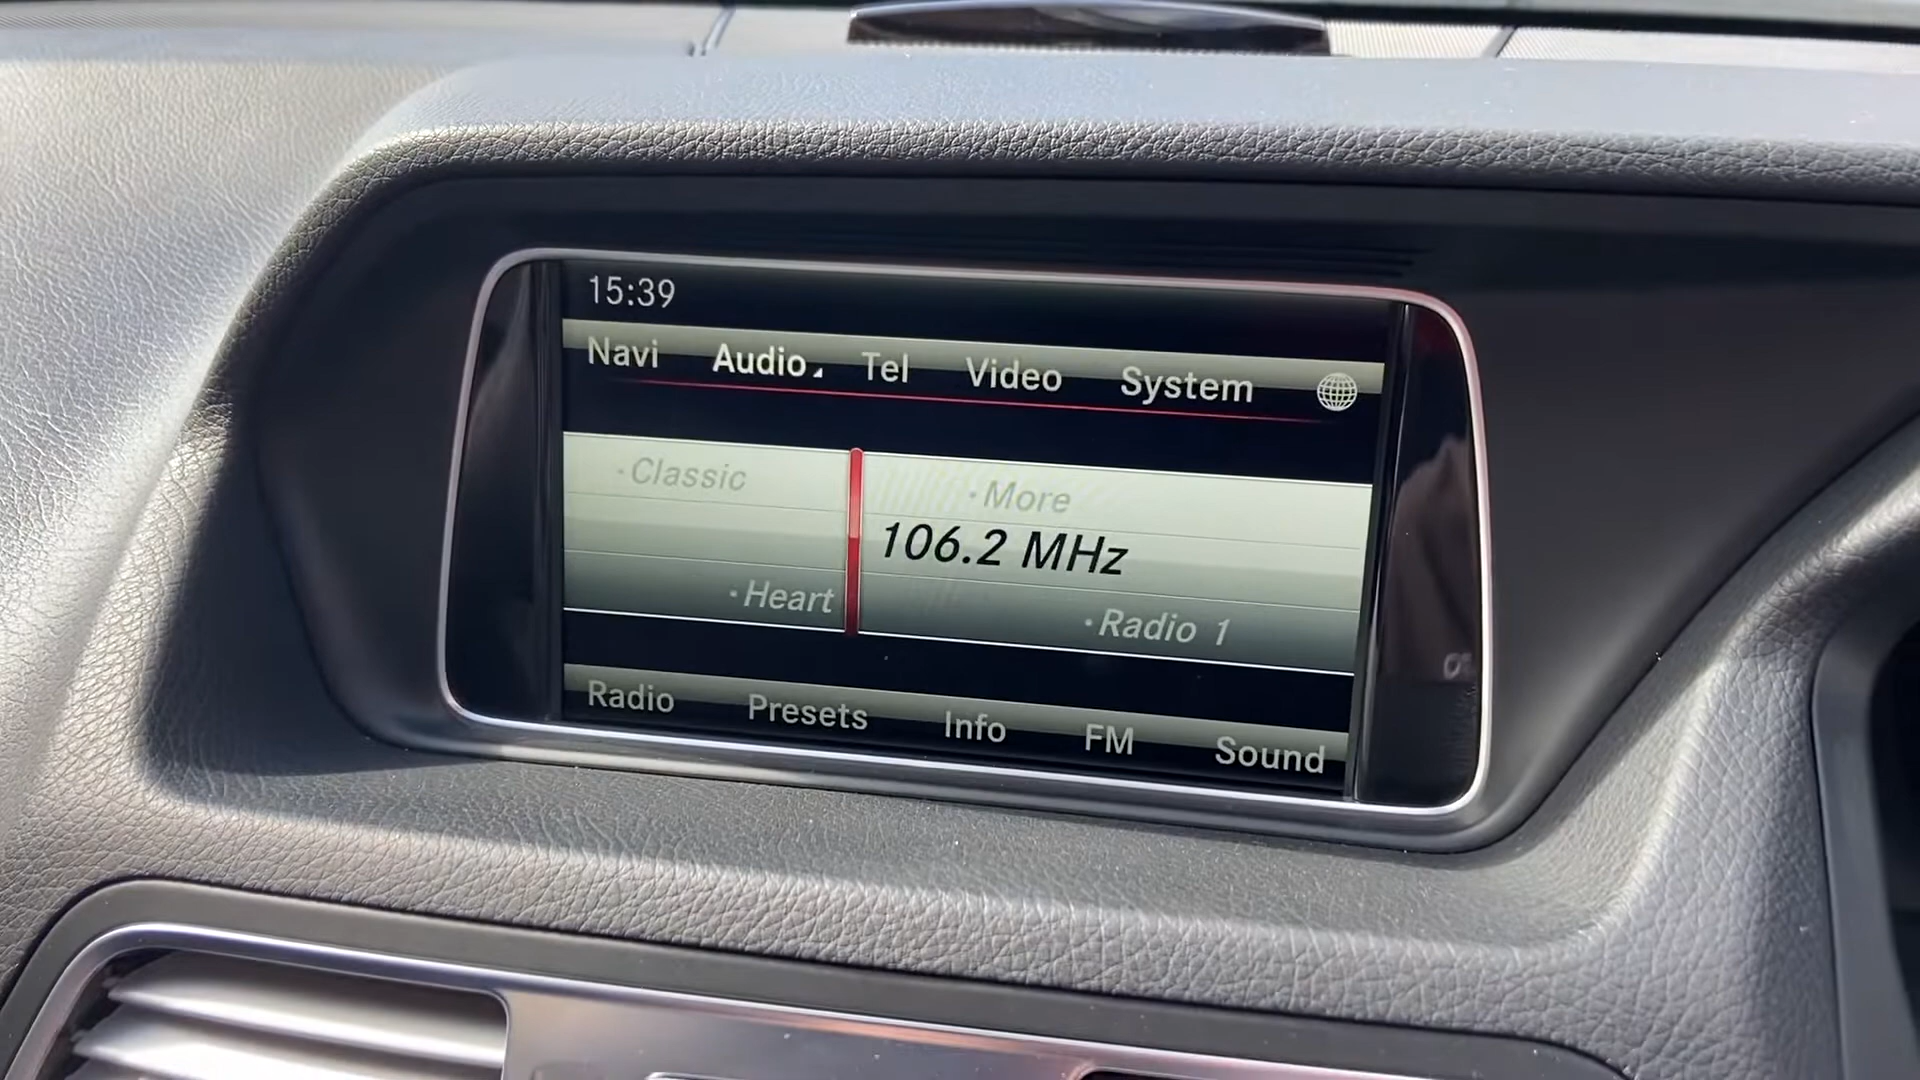 15:39
Navi Audio Tel Video System
·Classic ·More
106.2 MHz
·Heart ·Radio 1
Radio Presets Info FM Sound